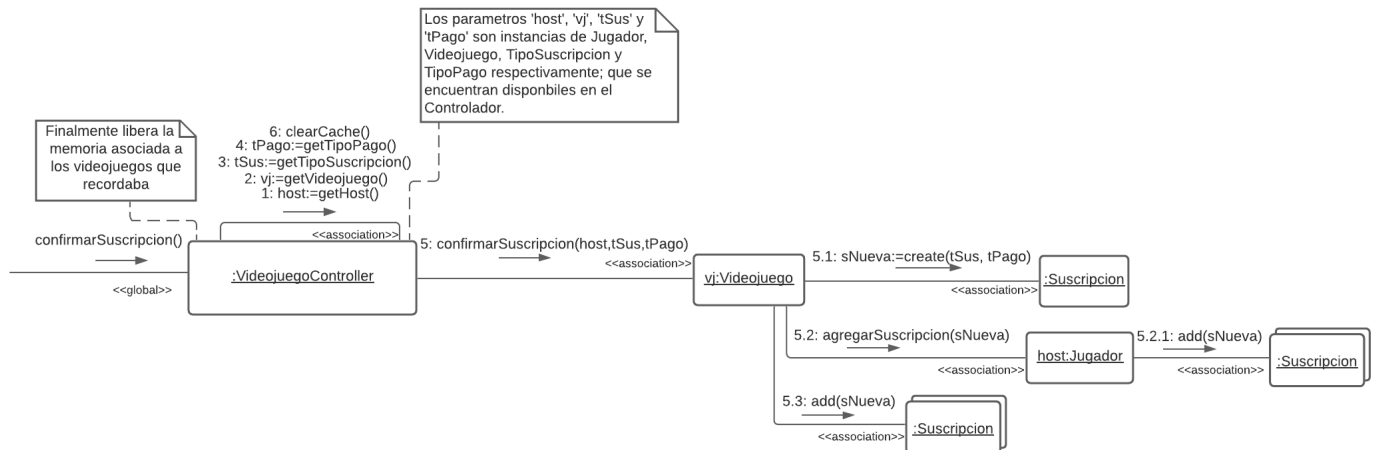 Los parametros 'host', 'vj', 'tSus' y
'tPago' son instancias de Jugador,
Videojuego, TipoSuscripcion y
TipoPago respectivamente; que se
encuentran disponbiles en el
Controlador.
Finalmente libera la
memoria asociada a
los videojuegos que
recordaba
6: clearCache()
4: tPago:=getTipoPago()
3: tSus:=getTipoSuscripcion()
2: vj:=getVideojuego()
1: host:=getHost()
<<association>>
confirmarSuscripcion()
<<global>>
:VideojuegoController
5: confirmarSuscripcion(host,tSus,tPago)
<<association>>
vj:Videojuego
5.1: sNueva:=create(tSus, tPago)
<<association>>
:Suscripcion
5.2: agregarSuscripcion(sNueva)
<<association>>
host:Jugador
5.2.1: add(sNueva)
<<association>>
:Suscripcion
5.3: add(sNueva)
<<association>>
:Suscripcion